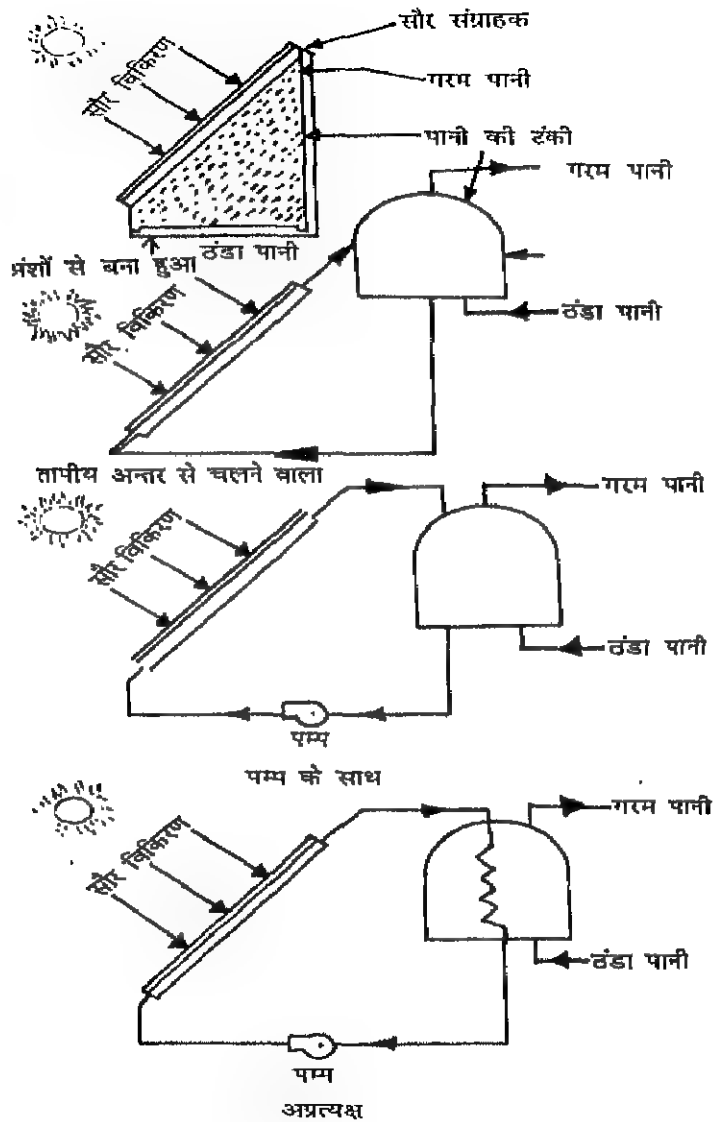 सौर संग्राहक
सौर विकिरण
गरम पानी
पानी की टंकी
गरम पानी
ठंडा पानी
प्रंशों से बना हुआ
सौर विकिरण
ठंडा पानी
तापीय अन्तर से चलने वाला
गरम पानी
सौर विकिरण
ठंडा पानी
पम्प
पम्प के साथ
गरम पानी
सौर विकिरण
ठंडा पानी
पम्प
अप्रत्यक्ष